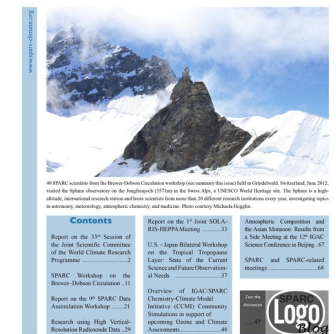 www.sparc-climate.org
40 SPARC scientists from the Brewer-Dobson Circulation workshop (see summary this issue) held in Grindelwald, Switzerland, June 2012,
visited the Sphinx observatory on the Jungfraujoch (3571m) in the Swiss Alps, a UNESCO World Heritage site. The Sphinx is a high-
altitude, international research station and hosts scientists from more than 20 different research institutions every year, investigating topics
in astronomy, meteorology, atmospheric chemistry, and medicine. Photo courtesy Michaela Hegglin.
Contents
Report on the 33rd Session of
the Joint Scientific Committee
of the World Climate Research
Programme ....................2
SPARC Workshop on the
Brewer-Dobson Circulation ..11
Report on the 9th SPARC Data
Assimilation Workshop ......21
Research using High Vertical-
Resolution Radiosonde Data ..29
Report on the 1st Joint SOLA-
RIS-HEPPA Meeting ............33
U.S. - Japan Bilateral Workshop
on the Tropical Tropopause
Layer: State of the Current
Science and Future Observation-
al Needs .......................37
Overview of IGAC/SPARC
Chemistry-Climate Model
Initiative (CCMI) Community
Simulations in support of
upcoming Ozone and Climate
Assessments...................48
Atmospheric Composition and
the Asian Monsoon: Results from
a Side Meeting at the 12th IGAC
Science Conference in Beijing ..67
SPARC and SPARC-related
meetings ......................68
Join the
discussion
...47
SPARC
Logo
Blog